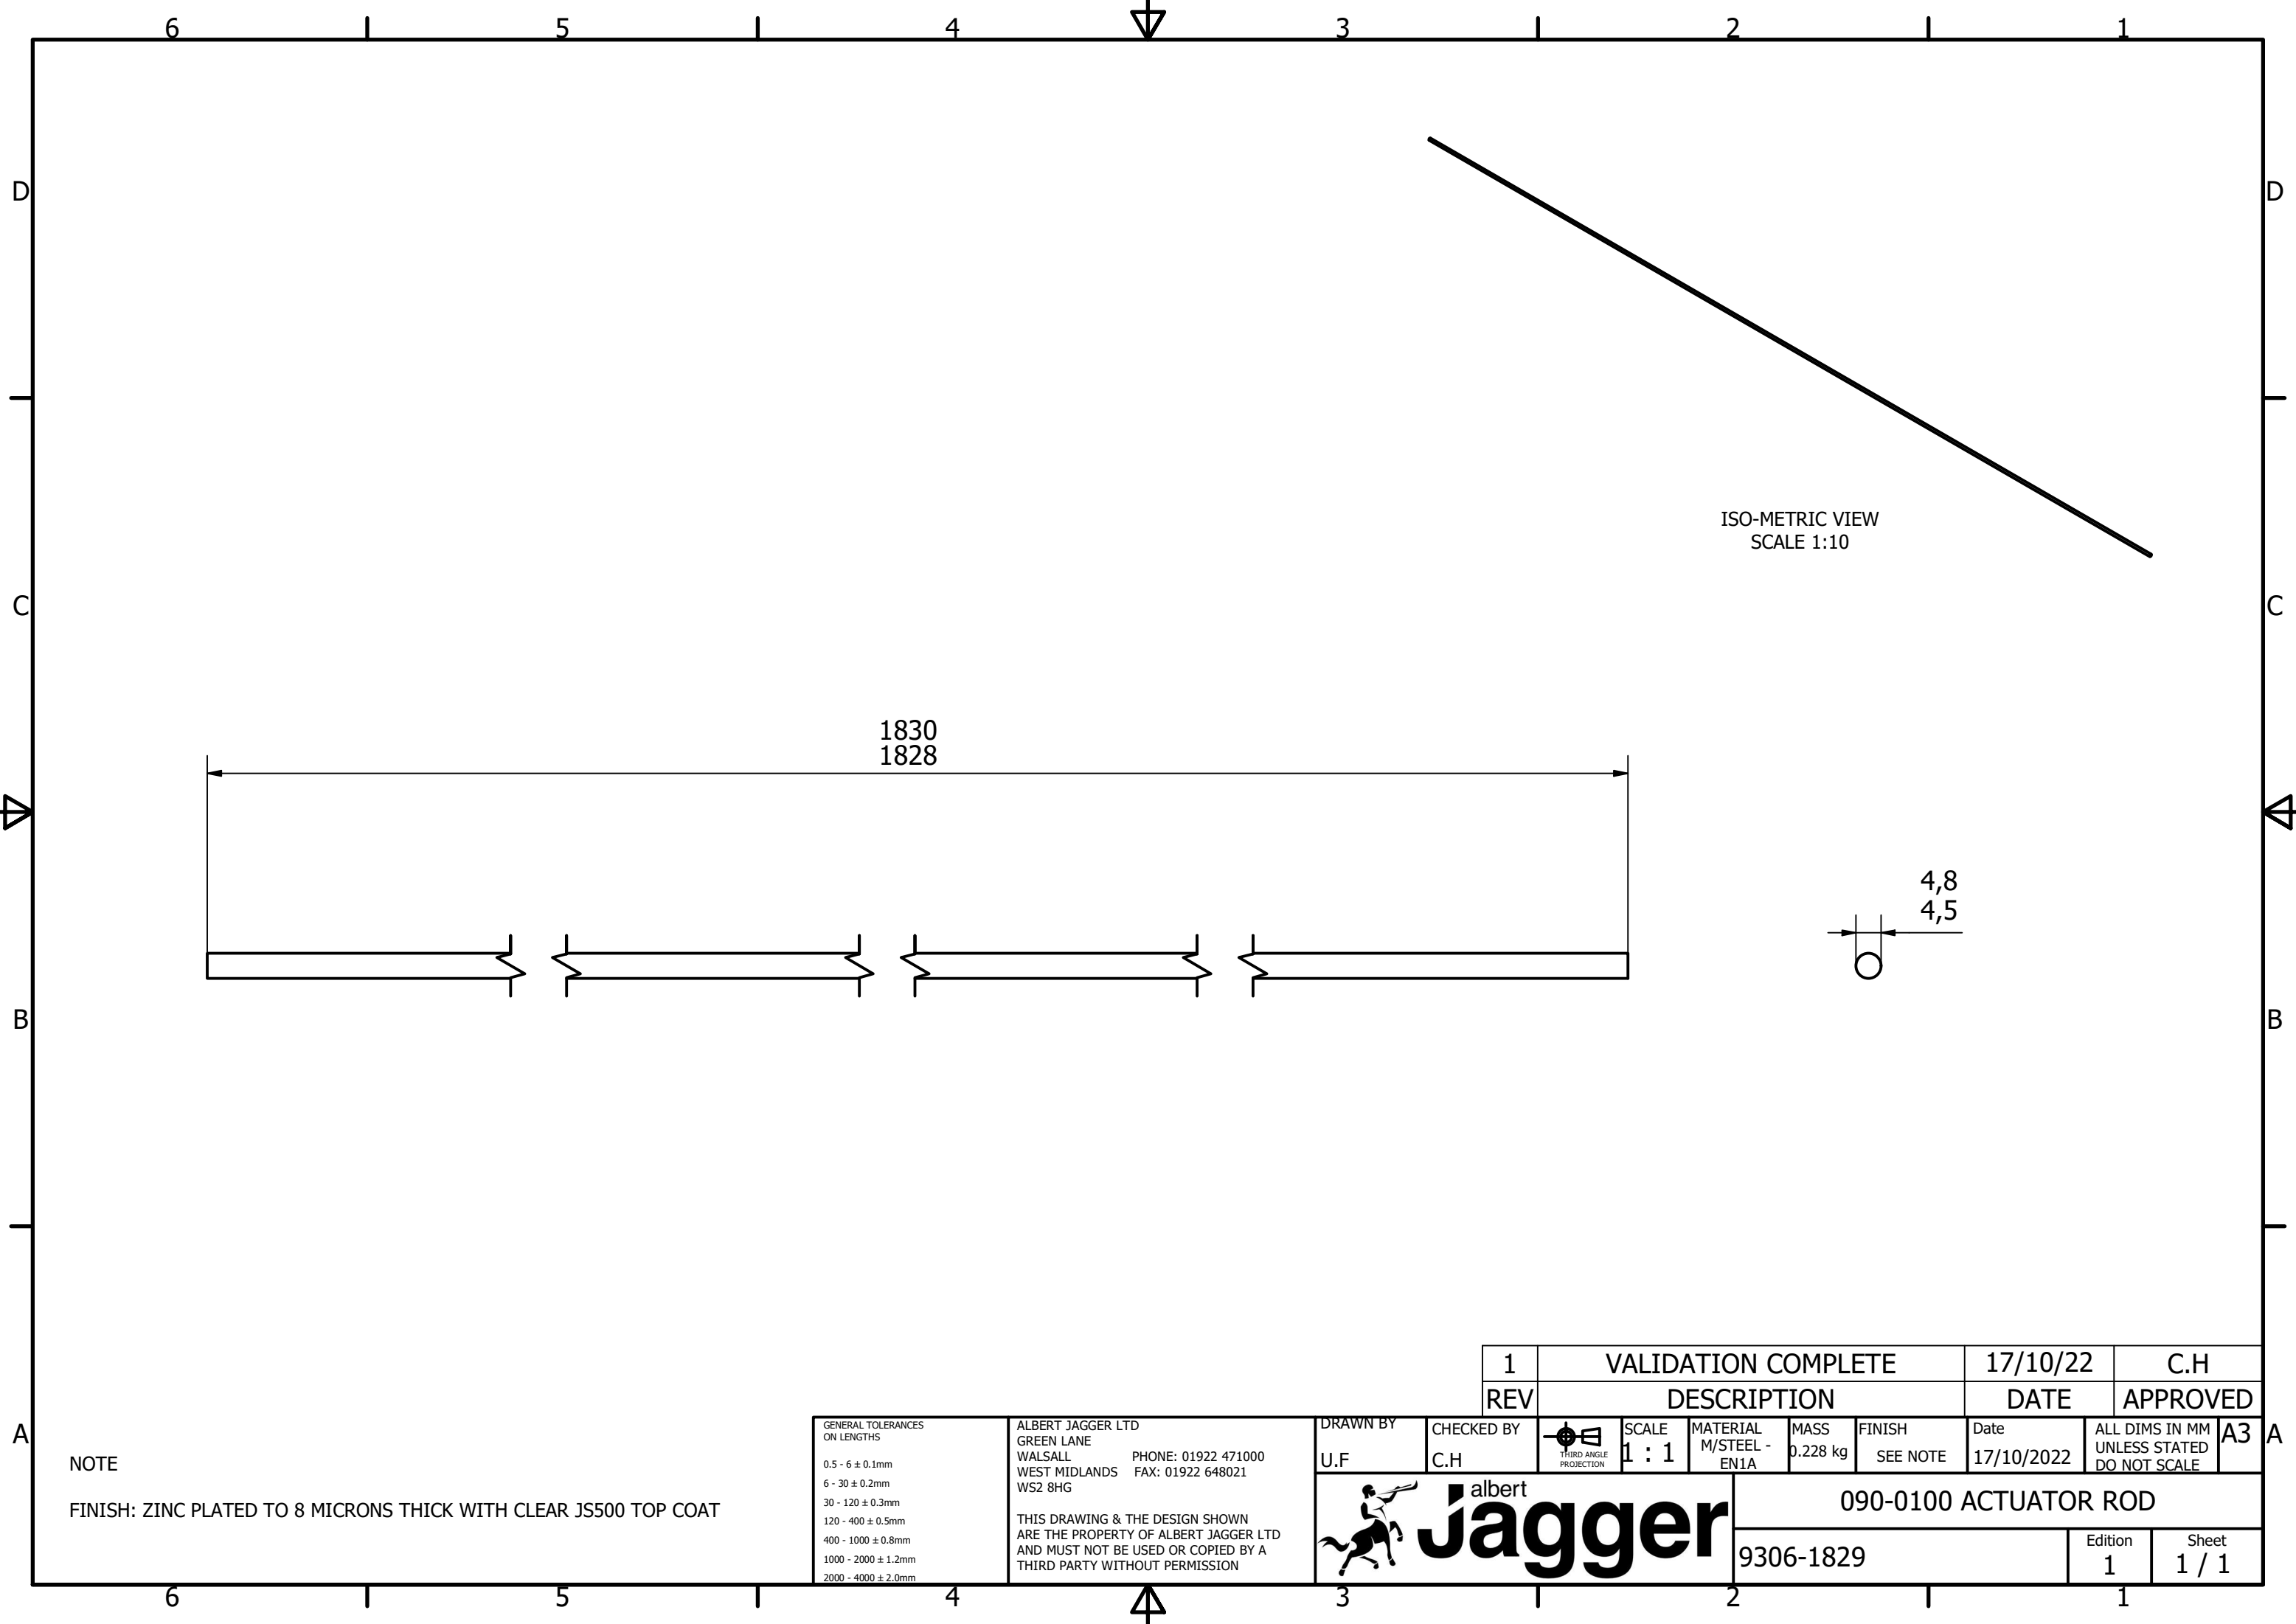 6 5 4 3 2 1
D D
ISO-METRIC VIEW
SCALE 1:10
C C
1830
1828
4,8
4,5
B B
1 VALIDATION COMPLETE 17/10/22 C.H
REV DESCRIPTION DATE APPROVED
A A
NOTE
FINISH: ZINC PLATED TO 8 MICRONS THICK WITH CLEAR JS500 TOP COAT
GENERAL TOLERANCES
ON LENGTHS
0.5 - 6 ± 0.1mm
6 - 30 ± 0.2mm
30 - 120 ± 0.3mm
120 - 400 ± 0.5mm
400 - 1000 ± 0.8mm
1000 - 2000 ± 1.2mm
2000 - 4000 ± 2.0mm
ALBERT JAGGER LTD
GREEN LANE
WALSALL PHONE: 01922 471000
WEST MIDLANDS FAX: 01922 648021
WS2 8HG
THIS DRAWING & THE DESIGN SHOWN
ARE THE PROPERTY OF ALBERT JAGGER LTD
AND MUST NOT BE USED OR COPIED BY A
THIRD PARTY WITHOUT PERMISSION
DRAWN BY
U.F
CHECKED BY
C.H
THIRD ANGLE
PROJECTION
SCALE
1 : 1
MATERIAL
M/STEEL -
EN1A
MASS
0.228 kg
FINISH
SEE NOTE
Date
17/10/2022
ALL DIMS IN MM
UNLESS STATED
DO NOT SCALE
A3
albert
Jagger
090-0100 ACTUATOR ROD
9306-1829
Edition
1
Sheet
1 / 1
6 5 4 3 2 1